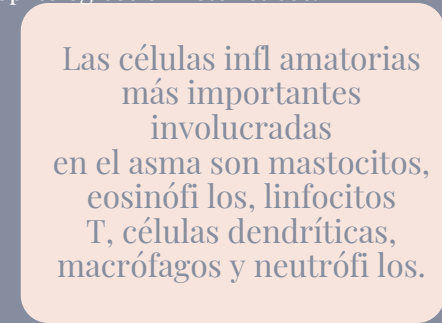 Las células infl amatorias
más importantes
involucradas
en el asma son mastocitos,
eosinófi los, linfocitos
T, células dendríticas,
macrófagos y neutrófi los.